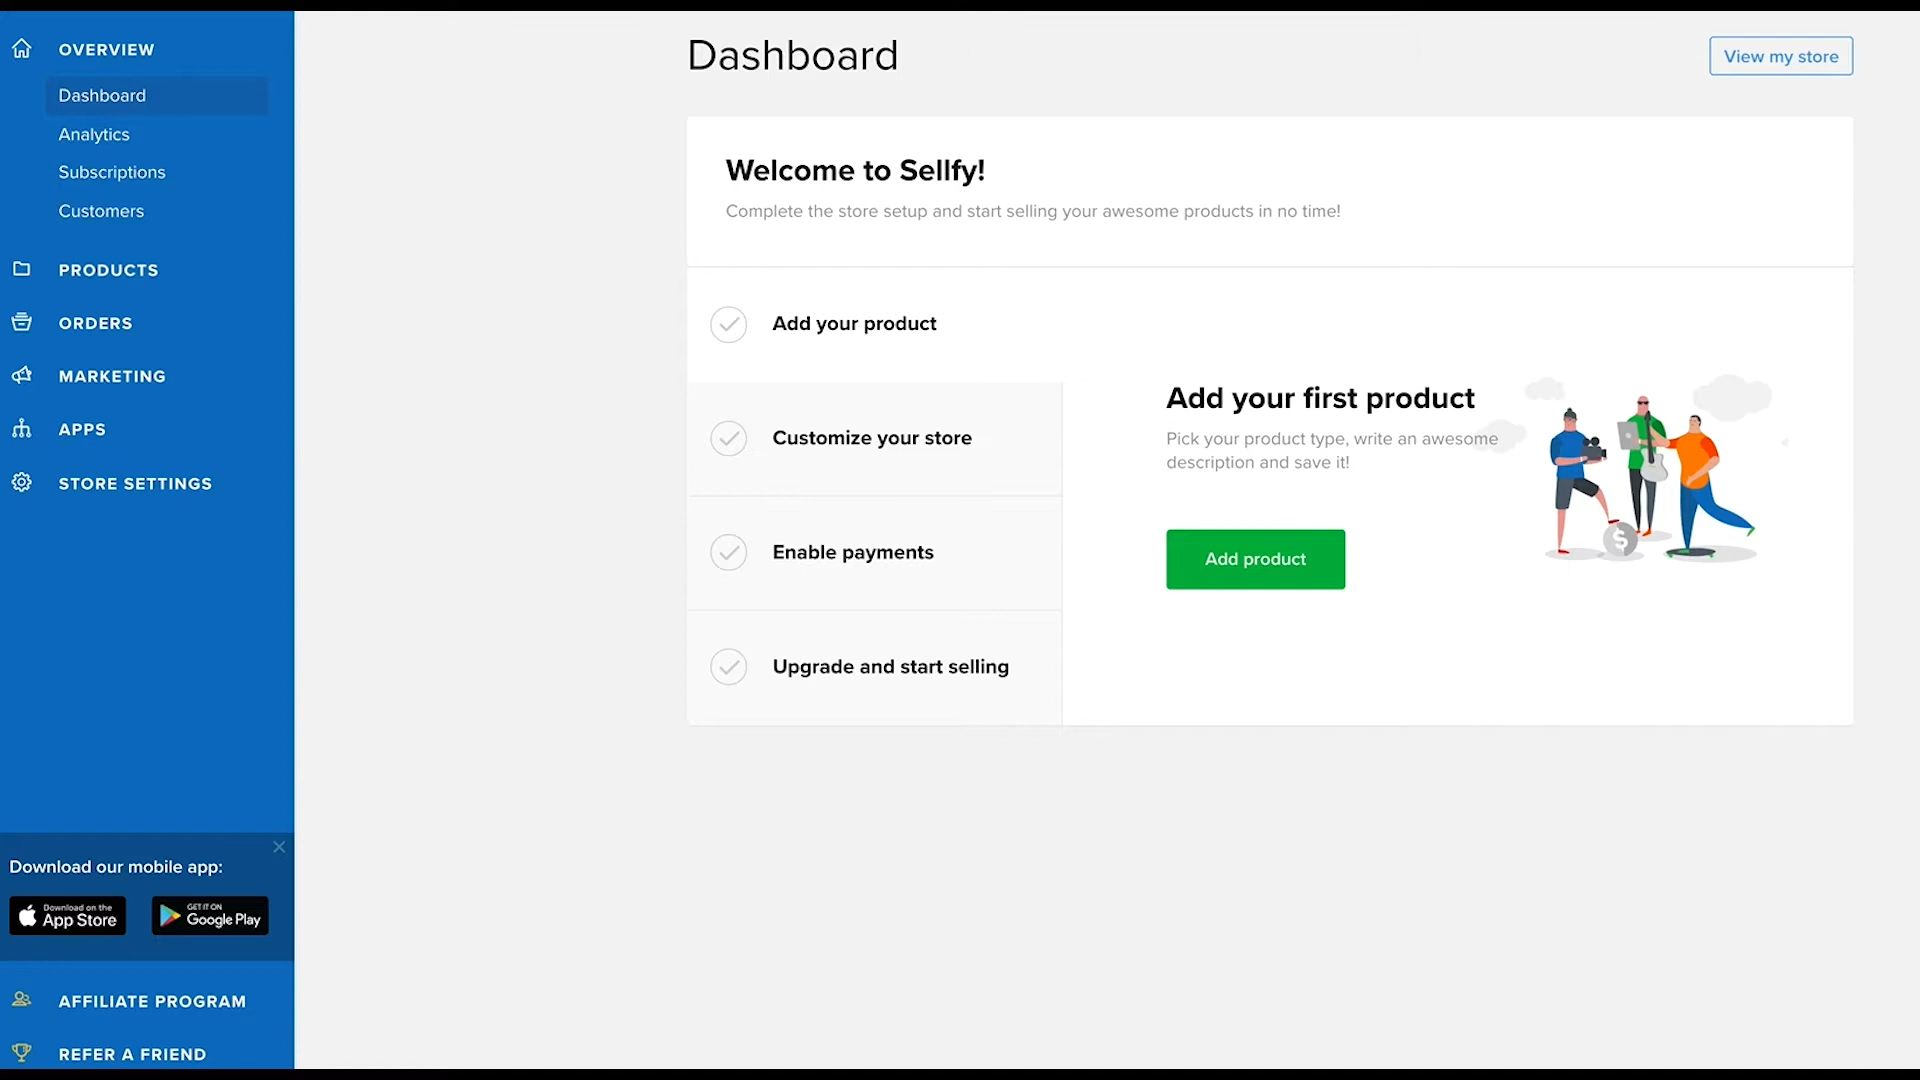 OVERVIEW
Dashboard
Analytics
Subscriptions
Customers
PRODUCTS
ORDERS
MARKETING
APPS
STORE SETTINGS
Download our mobile app:
Download on the
App Store
GET IT ON
Google Play
AFFILIATE PROGRAM
REFER A FRIEND
Dashboard
View my store
Welcome to Sellfy!
Complete the store setup and start selling your awesome products in no time!
Add your product
Customize your store
Enable payments
Upgrade and start selling
Add your first product
Pick your product type, write an awesome
description and save it!
Add product
$